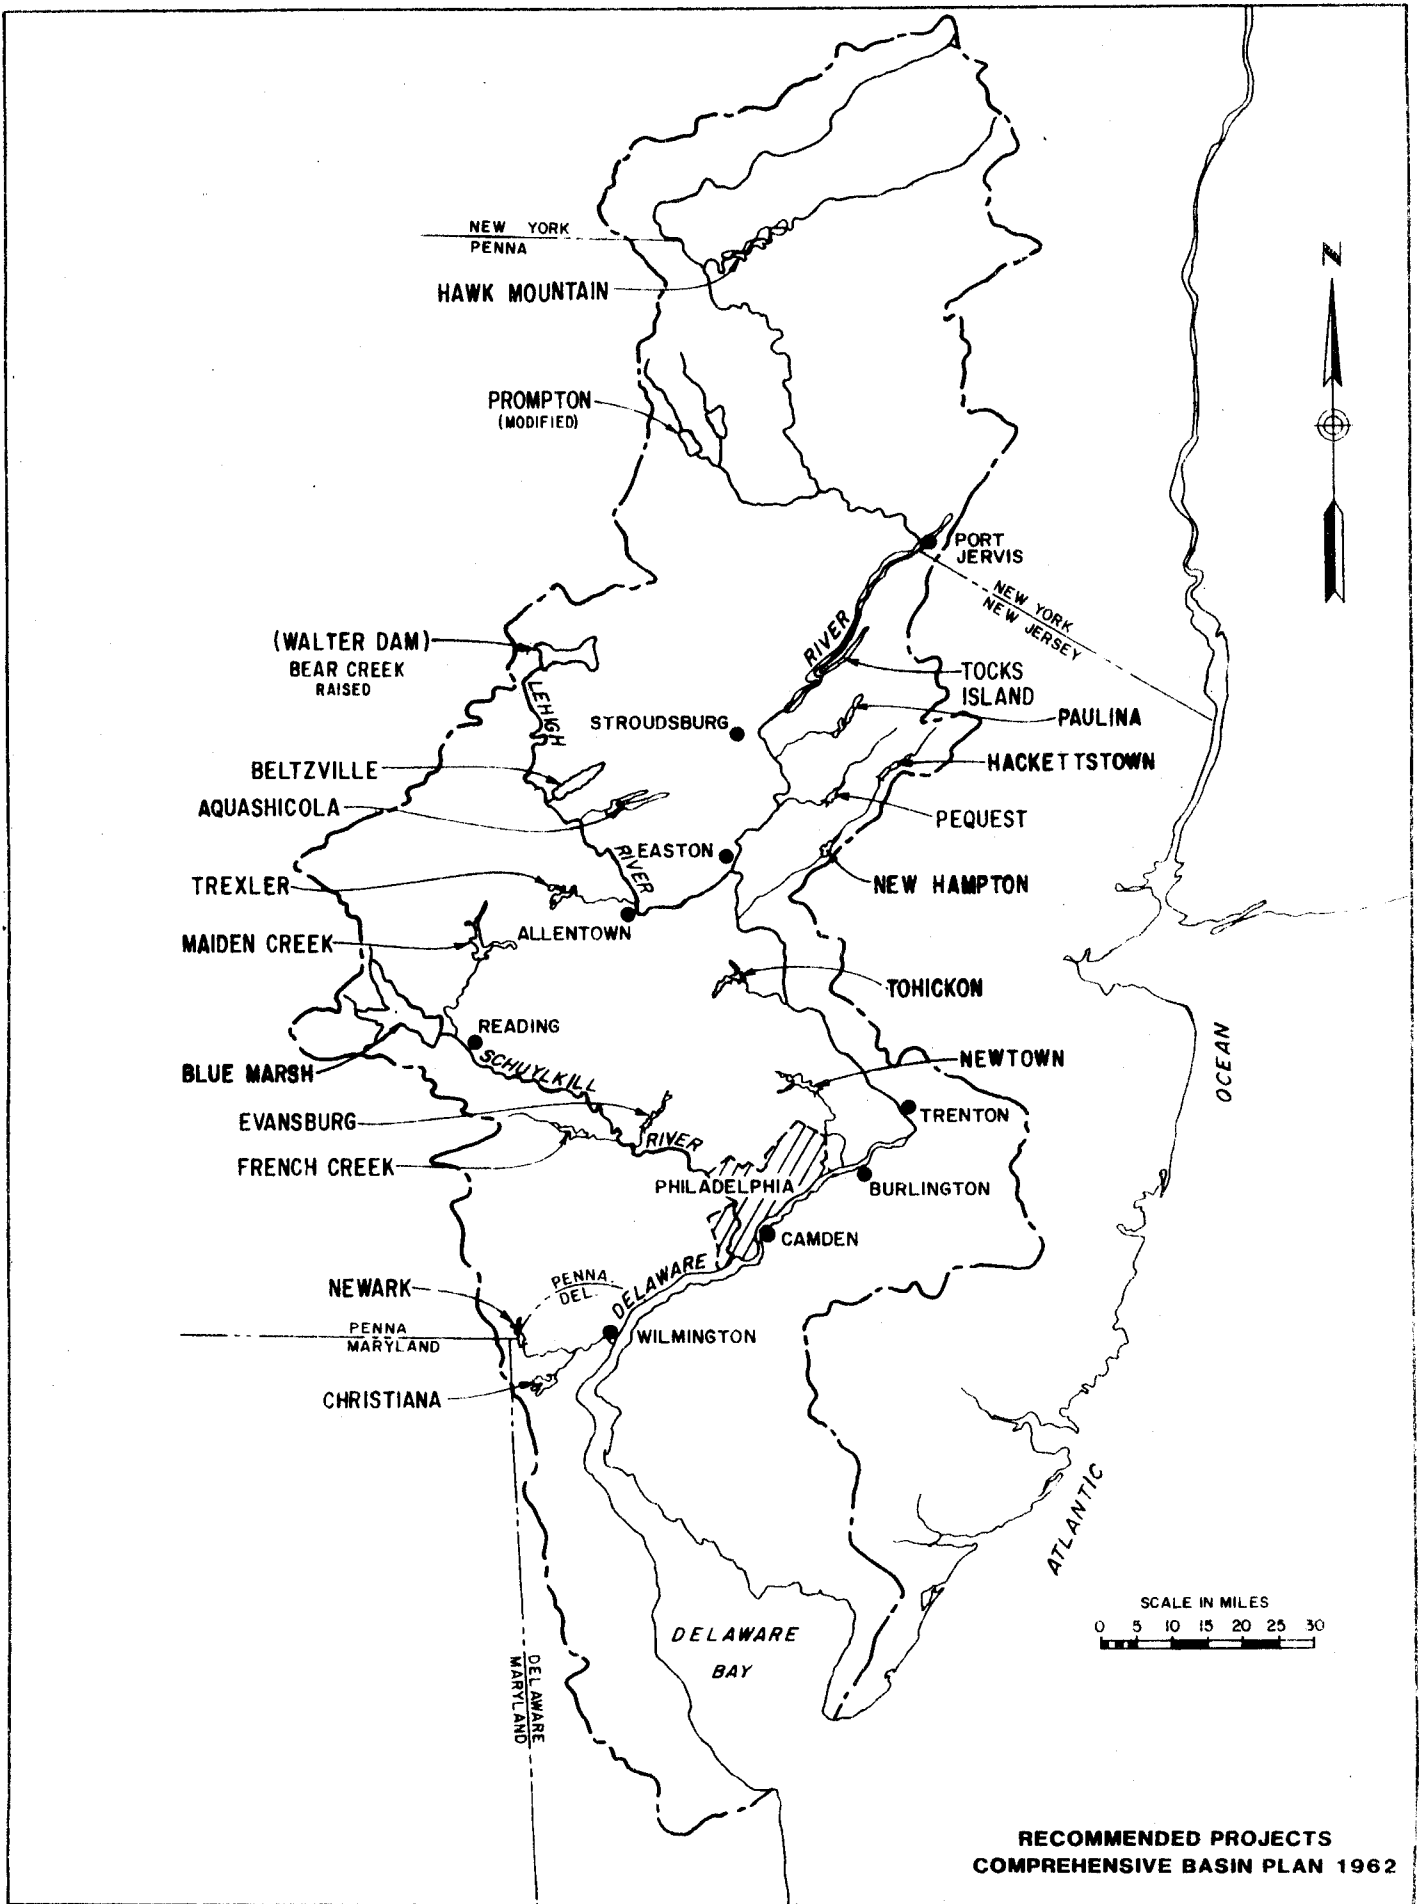 NEW YORK
PENNA
HAWK MOUNTAIN
N
PROMPTON
(MODIFIED)
PORT
JERVIS
NEW YORK
NEW JERSEY
(WALTER DAM)
BEAR CREEK
RAISED
RIVER
TOCKS
ISLAND
LEHIGH
STROUDSBURG
PAULINA
HACKETTSTOWN
BELTZVILLE
AQUASHICOLA
PEQUEST
EASTON
RIVER
TREXLER
NEW HAMPTON
ALLENTOWN
MAIDEN CREEK
TOHICKON
READING
SCHUYLKILL
OCEAN
NEWTOWN
BLUE MARSH
EVANSBURG
TRENTON
RIVER
FRENCH CREEK
PHILADELPHIA
BURLINGTON
CAMDEN
NEWARK
PENNA.
DEL.
DELAWARE
PENNA
MARYLAND
WILMINGTON
CHRISTIANA
ATLANTIC
SCALE IN MILES
0 5 10 15 20 25 30
DELAWARE
BAY
DELAWARE
MARYLAND
RECOMMENDED PROJECTS
COMPREHENSIVE BASIN PLAN 1962